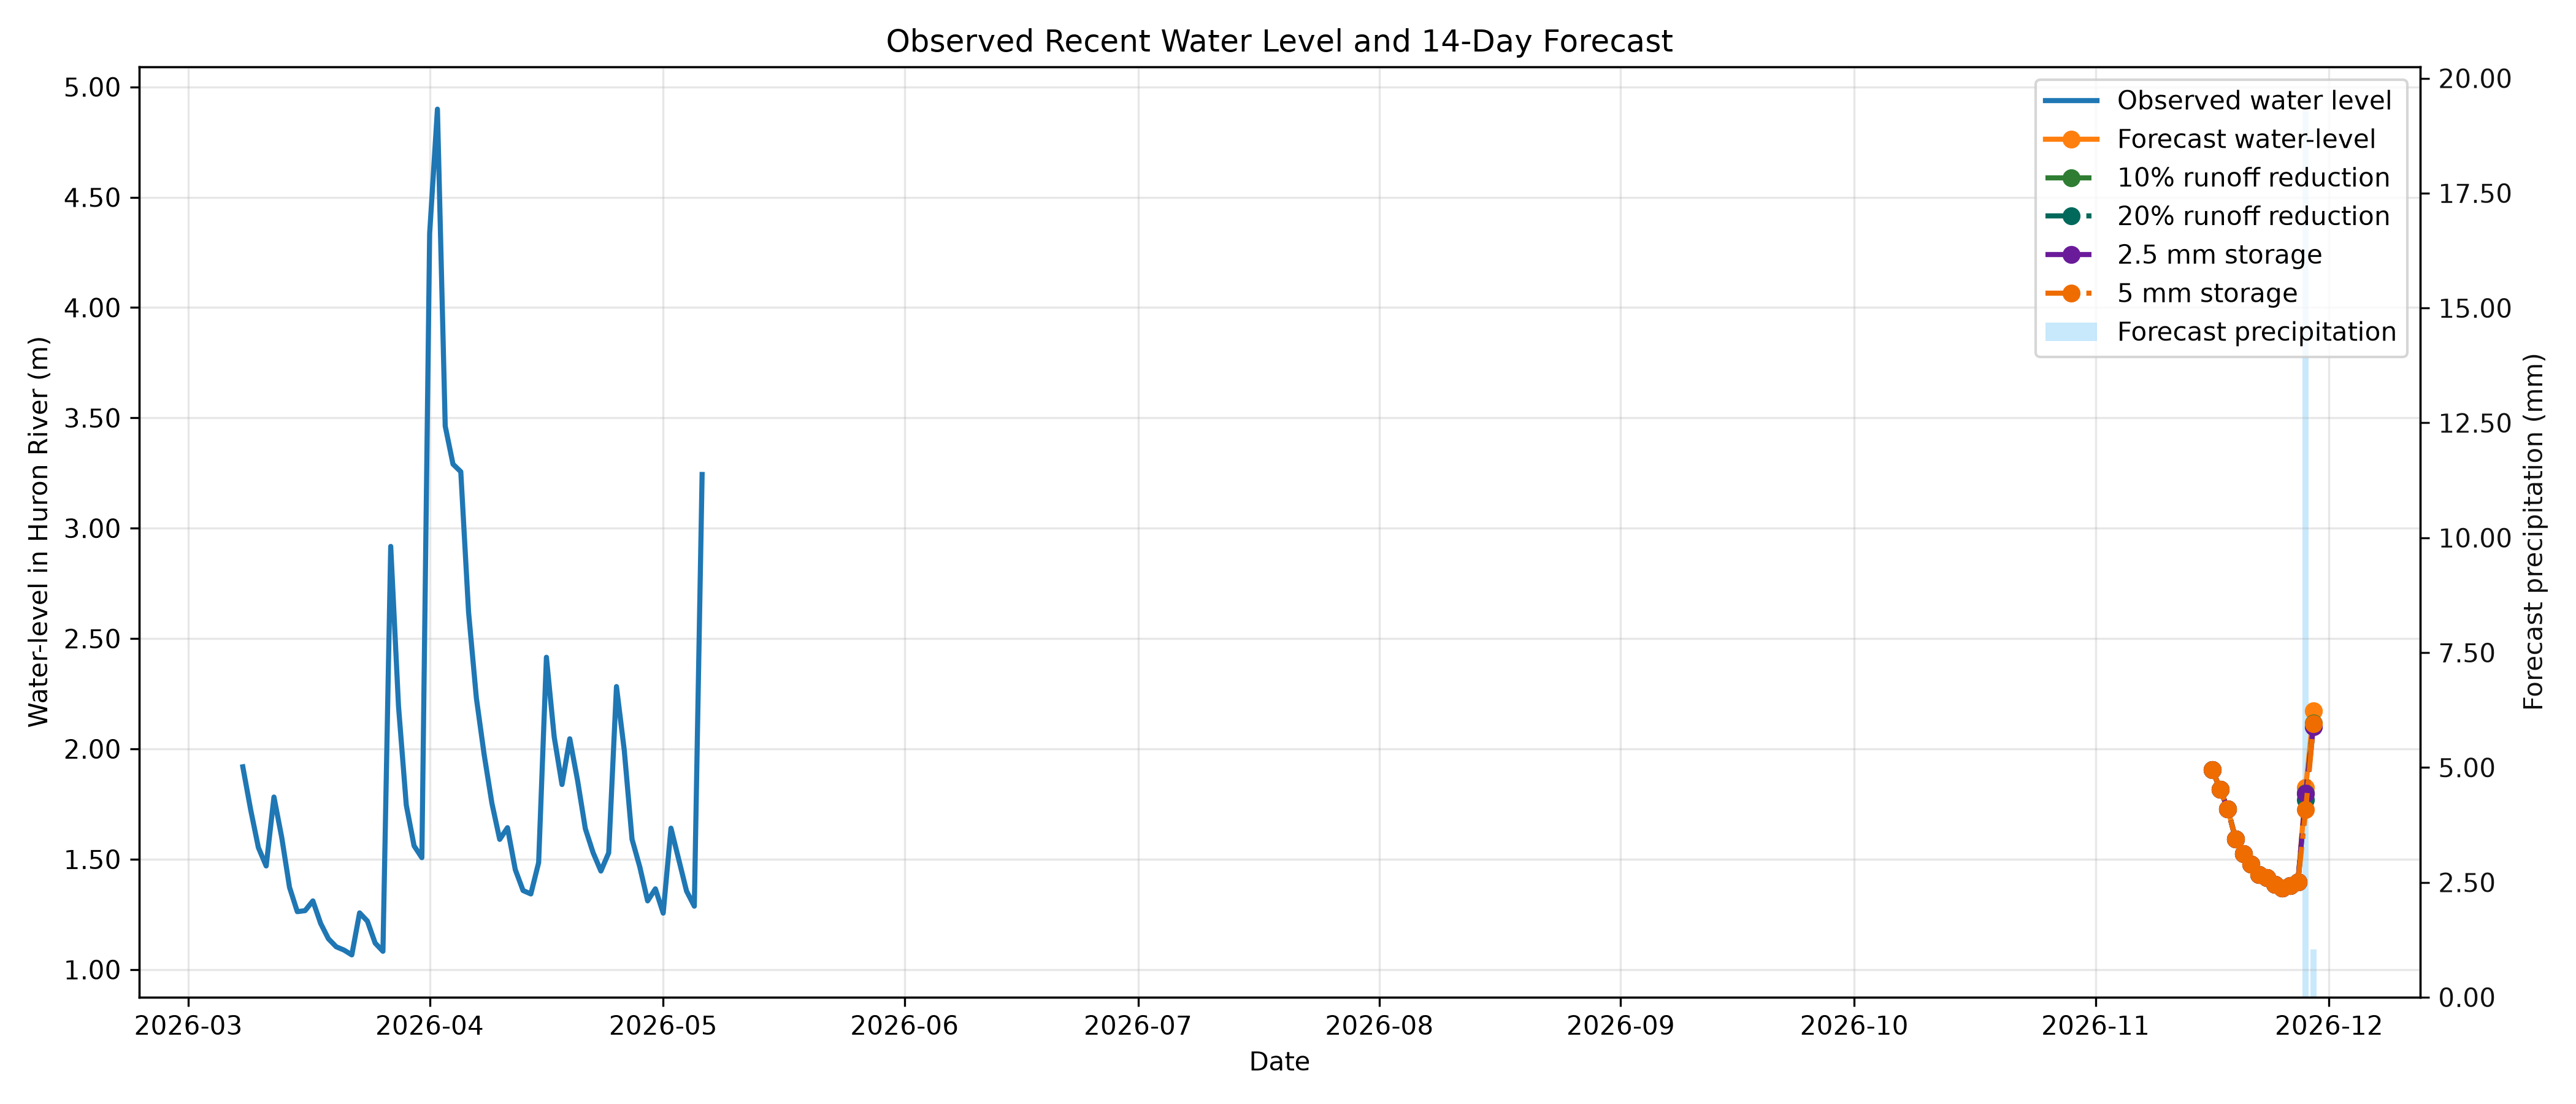 Observed Recent Water Level and 14-Day Forecast
Water-level in Huron River (m)
5.00
4.50
4.00
3.50
3.00
2.50
2.00
1.50
1.00
Observed water level
Forecast water-level
10% runoff reduction
20% runoff reduction
2.5 mm storage
5 mm storage
Forecast precipitation
20.00
17.50
15.00
12.50
10.00
7.50
5.00
2.50
0.00
Forecast precipitation (mm)
2026-03 2026-04 2026-05 2026-06 2026-07 2026-08 2026-09 2026-10 2026-11 2026-12
Date